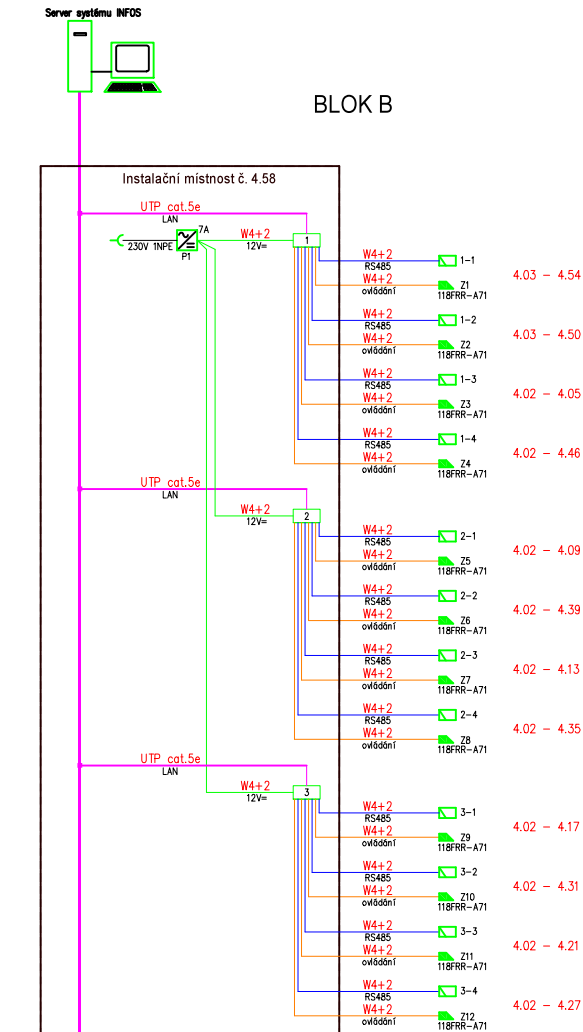 Server systému INFOS
BLOK B
Instalační místnost č. 4.58
UTP cat.5e
LAN
7A
230V 1NPE
P1
W4+2
12V=
1
W4+2
RS485
1-1
W4+2
ovládání
Z1
118FRR-A71
4.03 - 4.54
W4+2
RS485
1-2
W4+2
ovládání
Z2
118FRR-A71
4.03 - 4.50
W4+2
RS485
1-3
W4+2
ovládání
Z3
118FRR-A71
4.02 - 4.05
W4+2
RS485
1-4
W4+2
ovládání
Z4
118FRR-A71
4.02 - 4.46
UTP cat.5e
LAN
W4+2
12V=
2
W4+2
RS485
2-1
W4+2
ovládání
Z5
118FRR-A71
4.02 - 4.09
W4+2
RS485
2-2
W4+2
ovládání
Z6
118FRR-A71
4.02 - 4.39
W4+2
RS485
2-3
W4+2
ovládání
Z7
118FRR-A71
4.02 - 4.13
W4+2
RS485
2-4
W4+2
ovládání
Z8
118FRR-A71
4.02 - 4.35
UTP cat.5e
LAN
W4+2
12V=
3
W4+2
RS485
3-1
W4+2
ovládání
Z9
118FRR-A71
4.02 - 4.17
W4+2
RS485
3-2
W4+2
ovládání
Z10
118FRR-A71
4.02 - 4.31
W4+2
RS485
3-3
W4+2
ovládání
Z11
118FRR-A71
4.02 - 4.21
W4+2
RS485
3-4
W4+2
ovládání
Z12
118FRR-A71
4.02 - 4.27